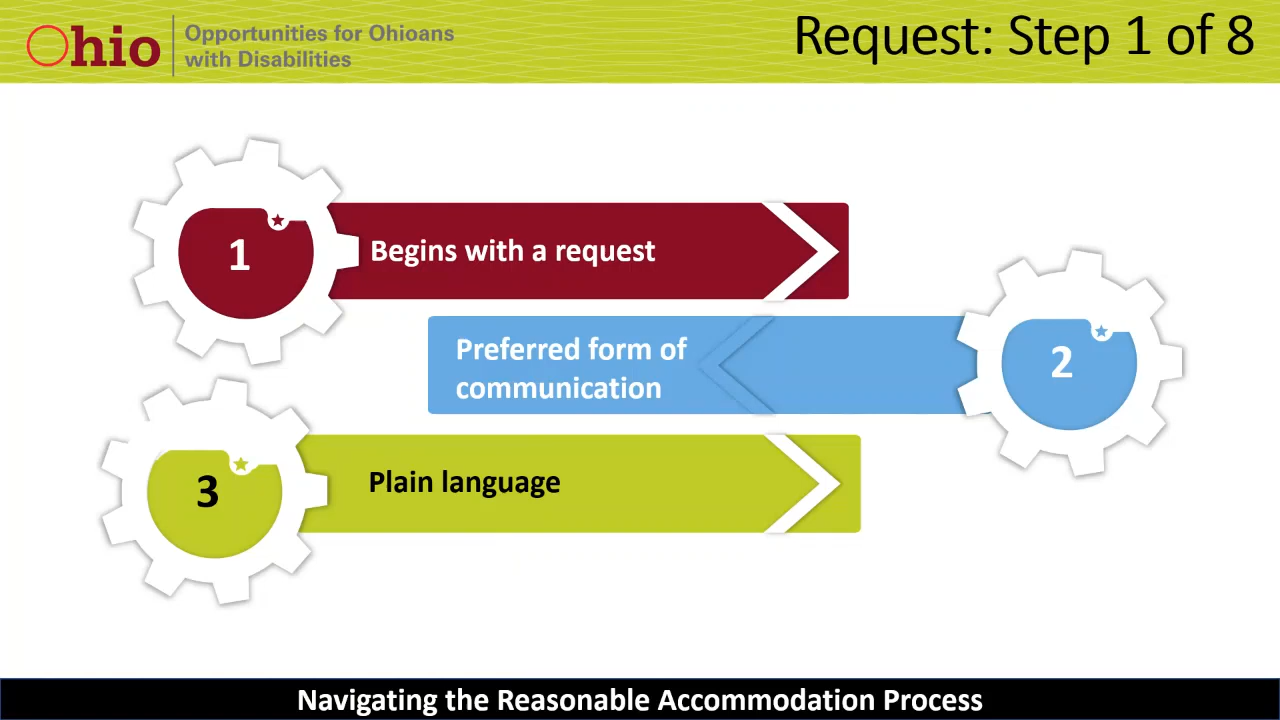 Ohio
Opportunities for Ohioans
with Disabilities
Request: Step 1 of 8
1
Begins with a request
Preferred form of
communication
2
3
Plain language
Navigating the Reasonable Accommodation Process